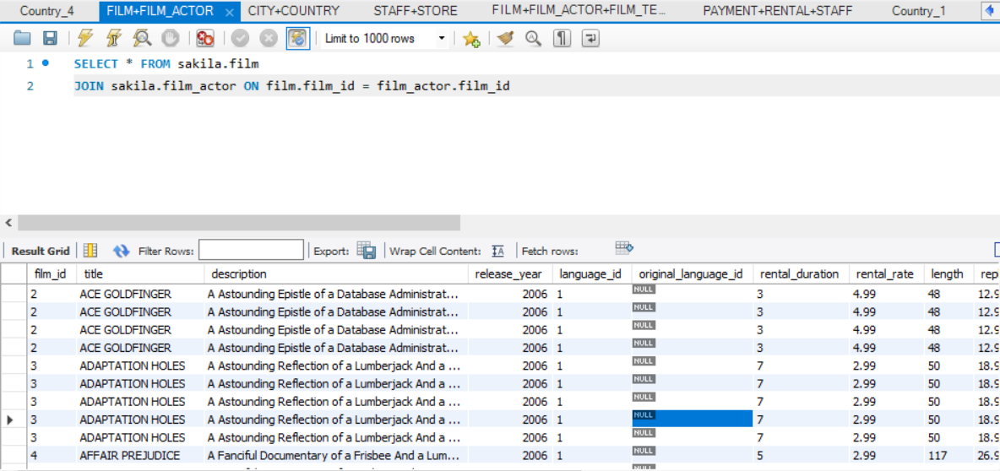 Country_4 FILM+FILM_ACTOR CITY+COUNTRY STAFF+STORE FILM+FILM_ACTOR+FILM_TE... PAYMENT+RENTAL+STAFF Country_1
Limit to 1000 rows
1 SELECT * FROM sakila.film
2 JOIN sakila.film_actor ON film.film_id = film_actor.film_id
Result Grid Filter Rows: Export: Wrap Cell Content: IA Fetch rows:
film_id title description release_year language_id original_language_id rental_duration rental_rate length repl
2 ACE GOLDFINGER A Astounding Epistle of a Database Administrat... 2006 1 NULL 3 4.99 48 12.9
2 ACE GOLDFINGER A Astounding Epistle of a Database Administrat... 2006 1 NULL 3 4.99 48 12.9
2 ACE GOLDFINGER A Astounding Epistle of a Database Administrat... 2006 1 NULL 3 4.99 48 12.9
2 ACE GOLDFINGER A Astounding Epistle of a Database Administrat... 2006 1 NULL 3 4.99 48 12.9
3 ADAPTATION HOLES A Astounding Reflection of a Lumberjack And a ... 2006 1 NULL 7 2.99 50 18.9
3 ADAPTATION HOLES A Astounding Reflection of a Lumberjack And a ... 2006 1 NULL 7 2.99 50 18.9
3 ADAPTATION HOLES A Astounding Reflection of a Lumberjack And a ... 2006 1 NULL 7 2.99 50 18.9
3 ADAPTATION HOLES A Astounding Reflection of a Lumberjack And a ... 2006 1 NULL 7 2.99 50 18.9
3 ADAPTATION HOLES A Astounding Reflection of a Lumberjack And a ... 2006 1 NULL 7 2.99 50 18.9
4 AFFAIR PREJUDICE A Fanciful Documentary of a Frisbee And a Lum... 2006 1 NULL 5 2.99 117 26.9
NULL